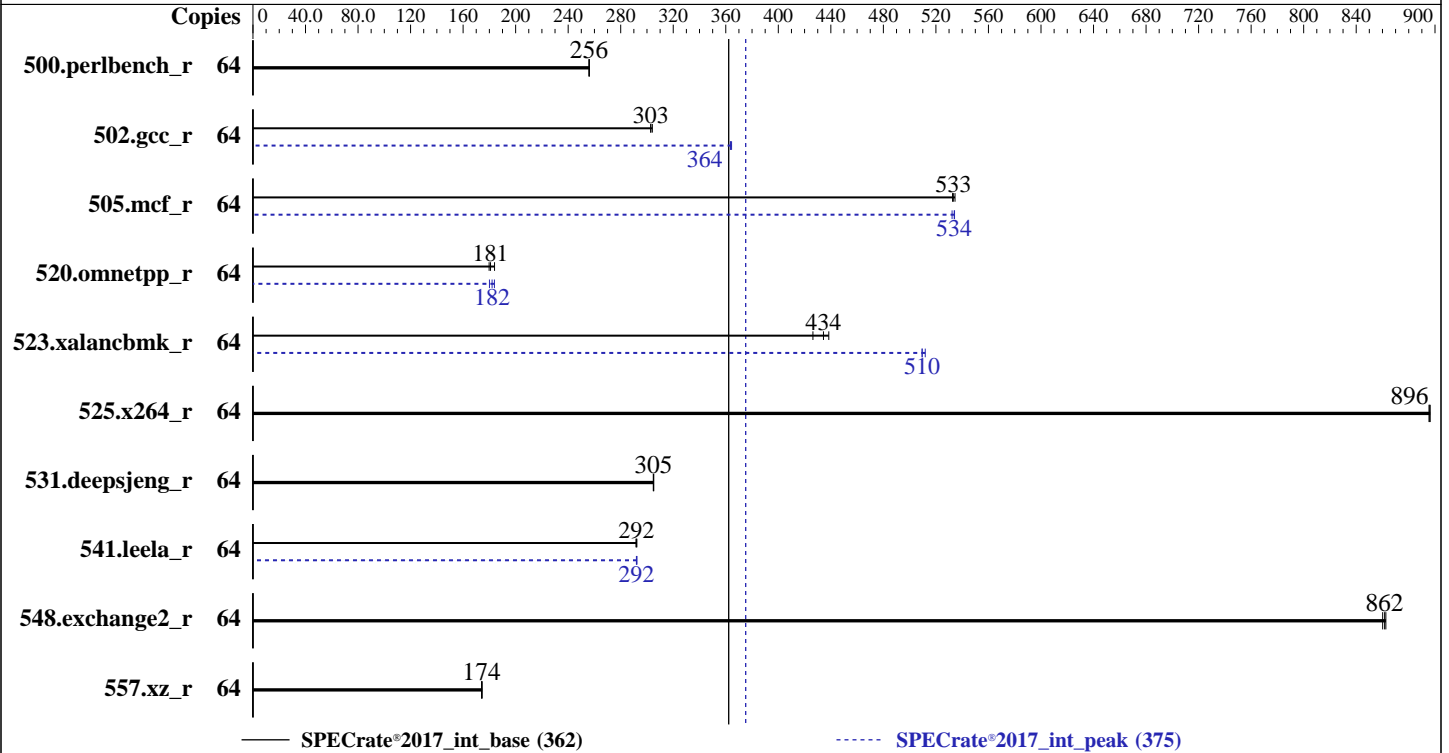 Copies 0 40.0 80.0 120 160 200 240 280 320 360 400 440 480 520 560 600 640 680 720 760 800 840 900
256
500.perlbench_r 64
303
502.gcc_r 64
364
533
505.mcf_r 64
534
181
520.omnetpp_r 64
182
434
523.xalancbmk_r 64
510
896
525.x264_r 64
305
531.deepsjeng_r 64
292
541.leela_r 64
292
862
548.exchange2_r 64
174
557.xz_r 64
SPECrate®2017_int_base (362) SPECrate®2017_int_peak (375)